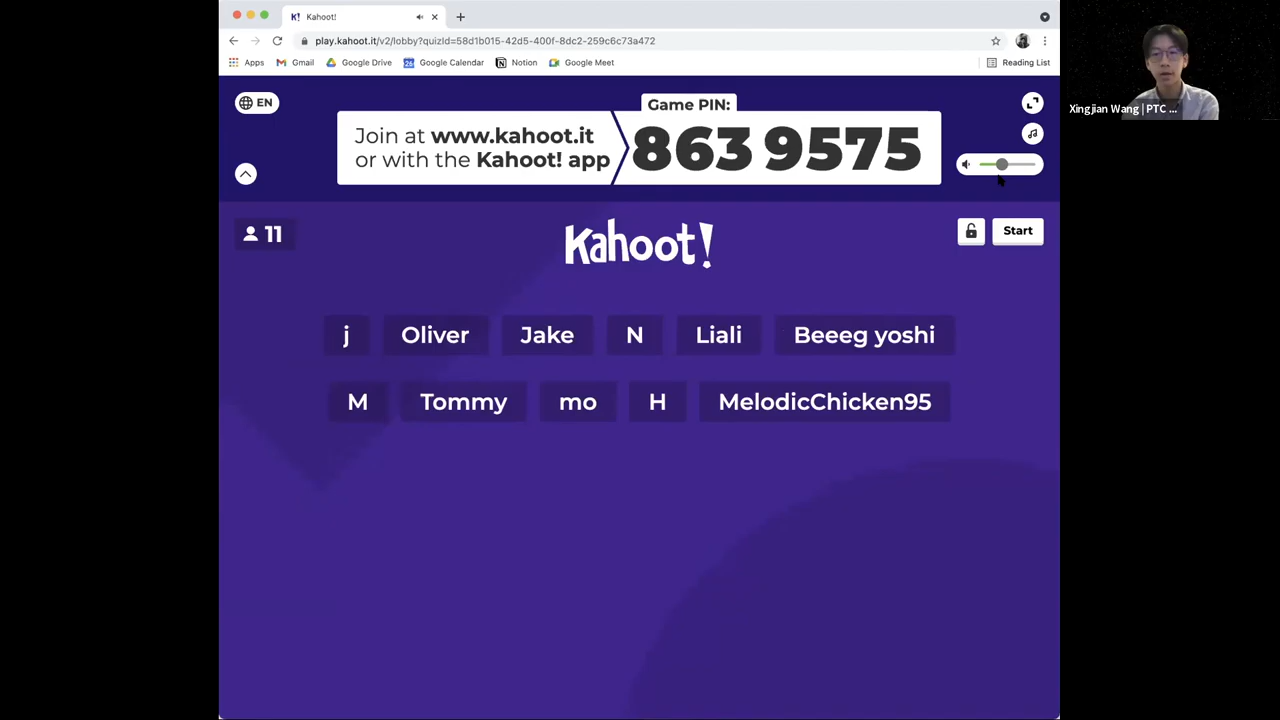 Kahoot!
play.kahoot.it/v2/lobby?quizId=58d1b015-42d5-400f-8dc2-259c6c73a472
Apps Gmail Google Drive Google Calendar Notion Google Meet Reading List
EN
Game PIN:
Join at www.kahoot.it
or with the Kahoot! app
863 9575
Xingjian Wang | PTC ...
11
Kahoot!
Start
j Oliver Jake N Liali Beeeg yoshi
M Tommy mo H MelodicChicken95